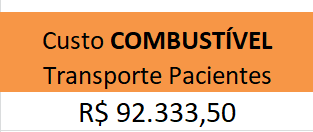 Custo COMBUSTÍVEL
Transporte Pacientes
R$ 92.333,50